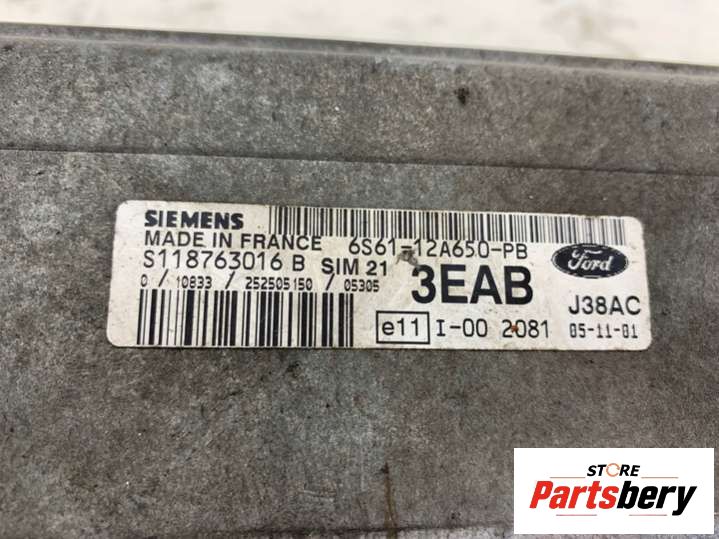 SIEMENS
MADE IN FRANCE 6S61-12A650-PB
S118763016 B SIM 21 3EAB
0 / 10833 / 252505150 / 05305
Ford
J38AC
e11 I-00 2081 05-11-01
STORE
Partsbery